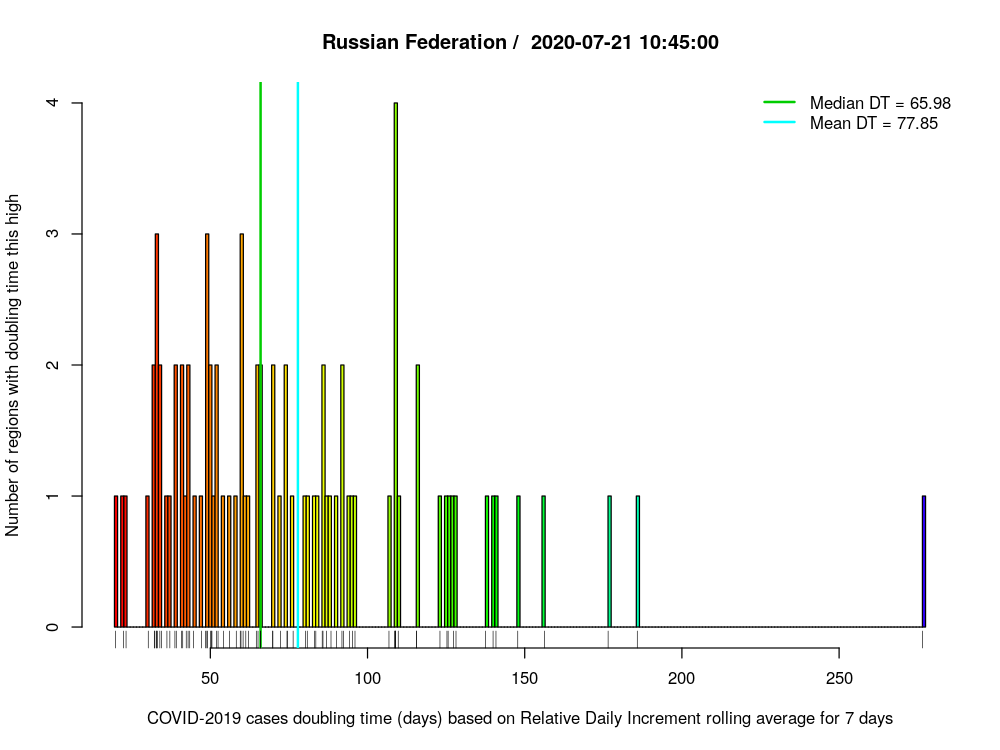 Russian Federation /  2020-07-21 10:45:00
Median DT = 65.98
Mean DT = 77.85
Number of regions with doubling time this high
4
3
2
1
0
50 100 150 200 250
COVID-2019 cases doubling time (days) based on Relative Daily Increment rolling average for 7 days